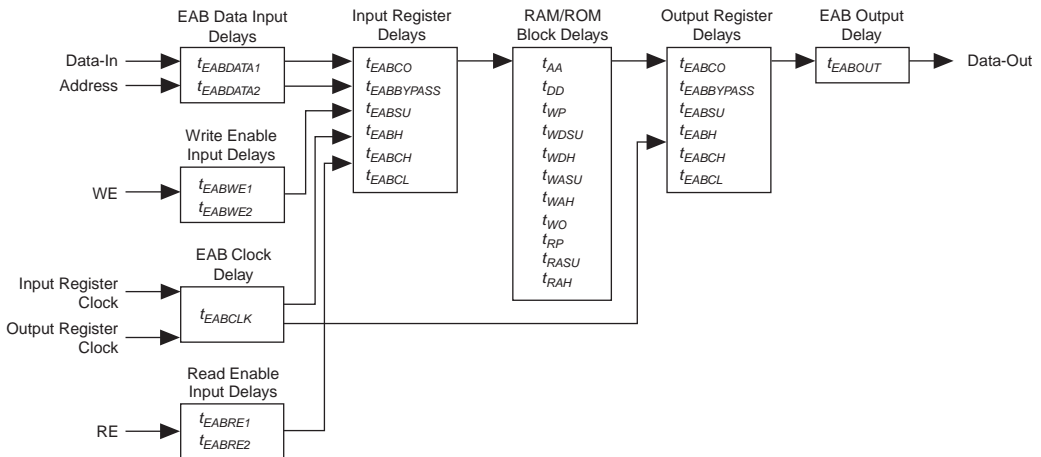 EAB Data Input
Delays
Data-In
Address
tEABDATA1
tEABDATA2
Write Enable
Input Delays
WE
tEABWE1
tEABWE2
EAB Clock
Delay
Input Register
Clock
Output Register
Clock
tEABCLK
Read Enable
Input Delays
RE
tEABRE1
tEABRE2
Input Register
Delays
tEABCO
tEABBYPASS
tEABSU
tEABH
tEABCH
tEABCL
RAM/ROM
Block Delays
tAA
tDD
tWP
tWDSU
tWDH
tWASU
tWAH
tWO
tRP
tRASU
tRAH
Output Register
Delays
tEABCO
tEABBYPASS
tEABSU
tEABH
tEABCH
tEABCL
EAB Output
Delay
tEABOUT
Data-Out